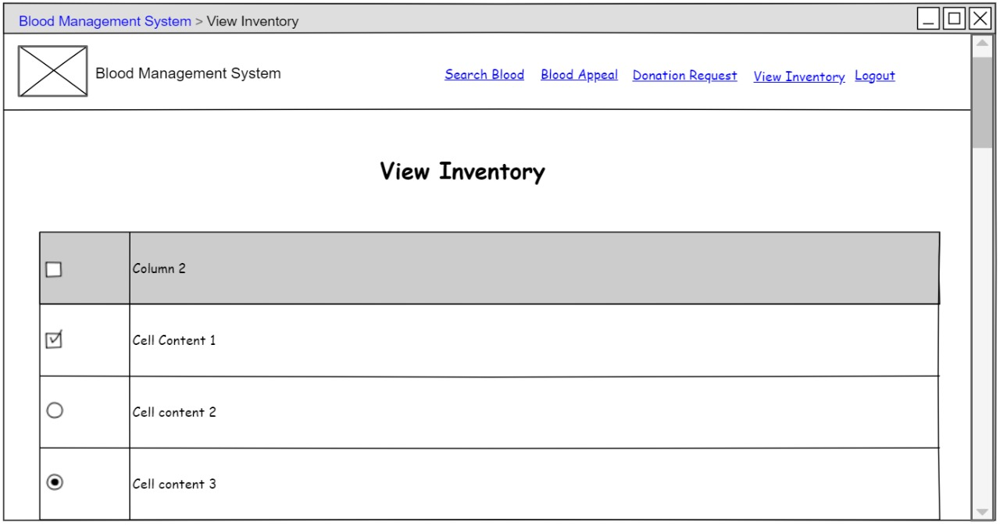 Blood Management System > View Inventory
Blood Management System
Search Blood Blood Appeal Donation Request View Inventory Logout
View Inventory
Column 2
Cell Content 1
Cell content 2
Cell content 3